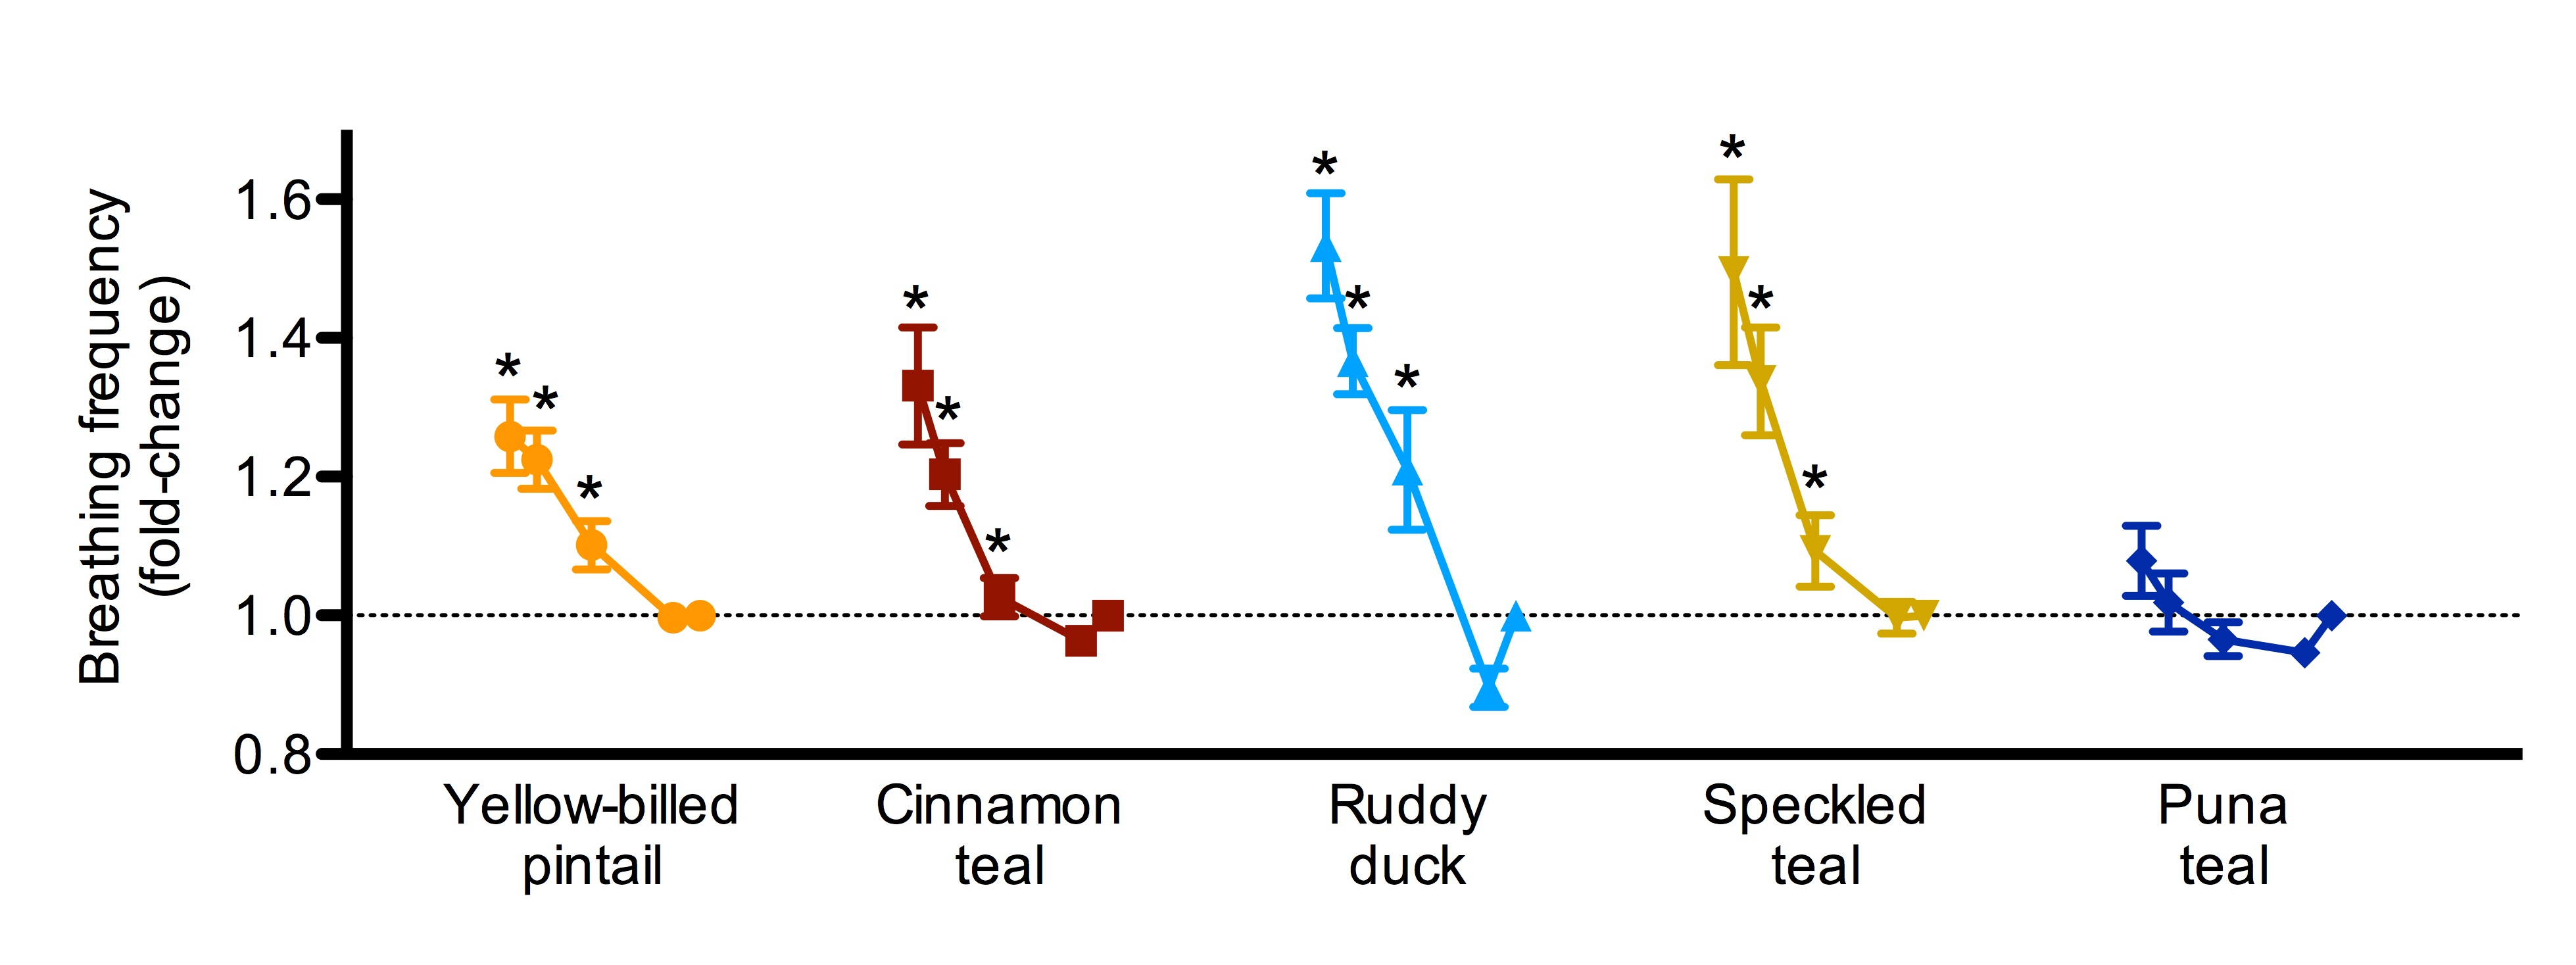 Breathing frequency
(fold-change)
1.6
1.4
1.2
1.0
0.8
*
*
*
*
*
*
*
*
*
*
*
*
Yellow-billed
pintail
Cinnamon
teal
Ruddy
duck
Speckled
teal
Puna
teal